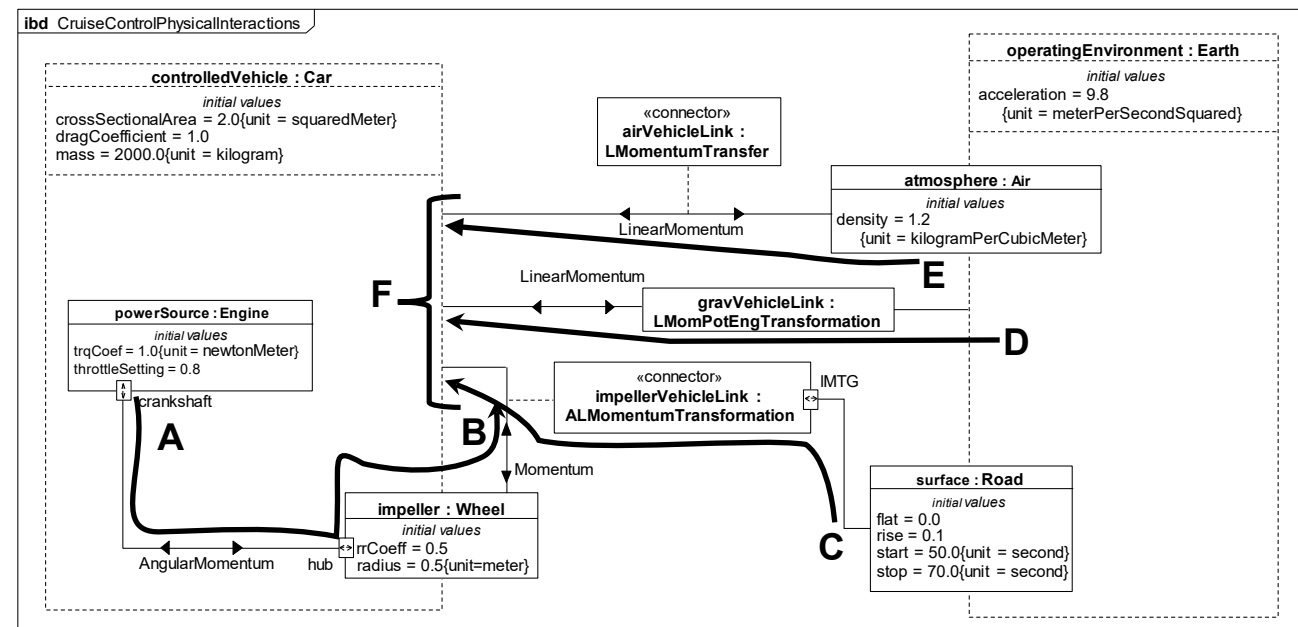 ibd CruiseControlPhysicalInteractions
controlledVehicle : Car
initial values
crossSectionalArea = 2.0{unit = squaredMeter}
dragCoefficient = 1.0
mass = 2000.0{unit = kilogram}
operatingEnvironment : Earth
initial values
acceleration = 9.8
{unit = meterPerSecondSquared}
«connector»
airVehicleLink :
LMomentumTransfer
atmosphere : Air
initial values
density = 1.2
{unit = kilogramPerCubicMeter}
LinearMomentum
E
LinearMomentum
F
gravVehicleLink :
LMomPotEngTransformation
D
powerSource : Engine
initial values
trqCoef = 1.0{unit = newtonMeter}
throttleSetting = 0.8
crankshaft
A
«connector»
impellerVehicleLink :
ALMomentumTransformation
IMTG
B
Momentum
C
surface : Road
initial values
flat = 0.0
rise = 0.1
start = 50.0{unit = second}
stop = 70.0{unit = second}
impeller : Wheel
initial values
rrCoeff = 0.5
radius = 0.5{unit=meter}
AngularMomentum
hub